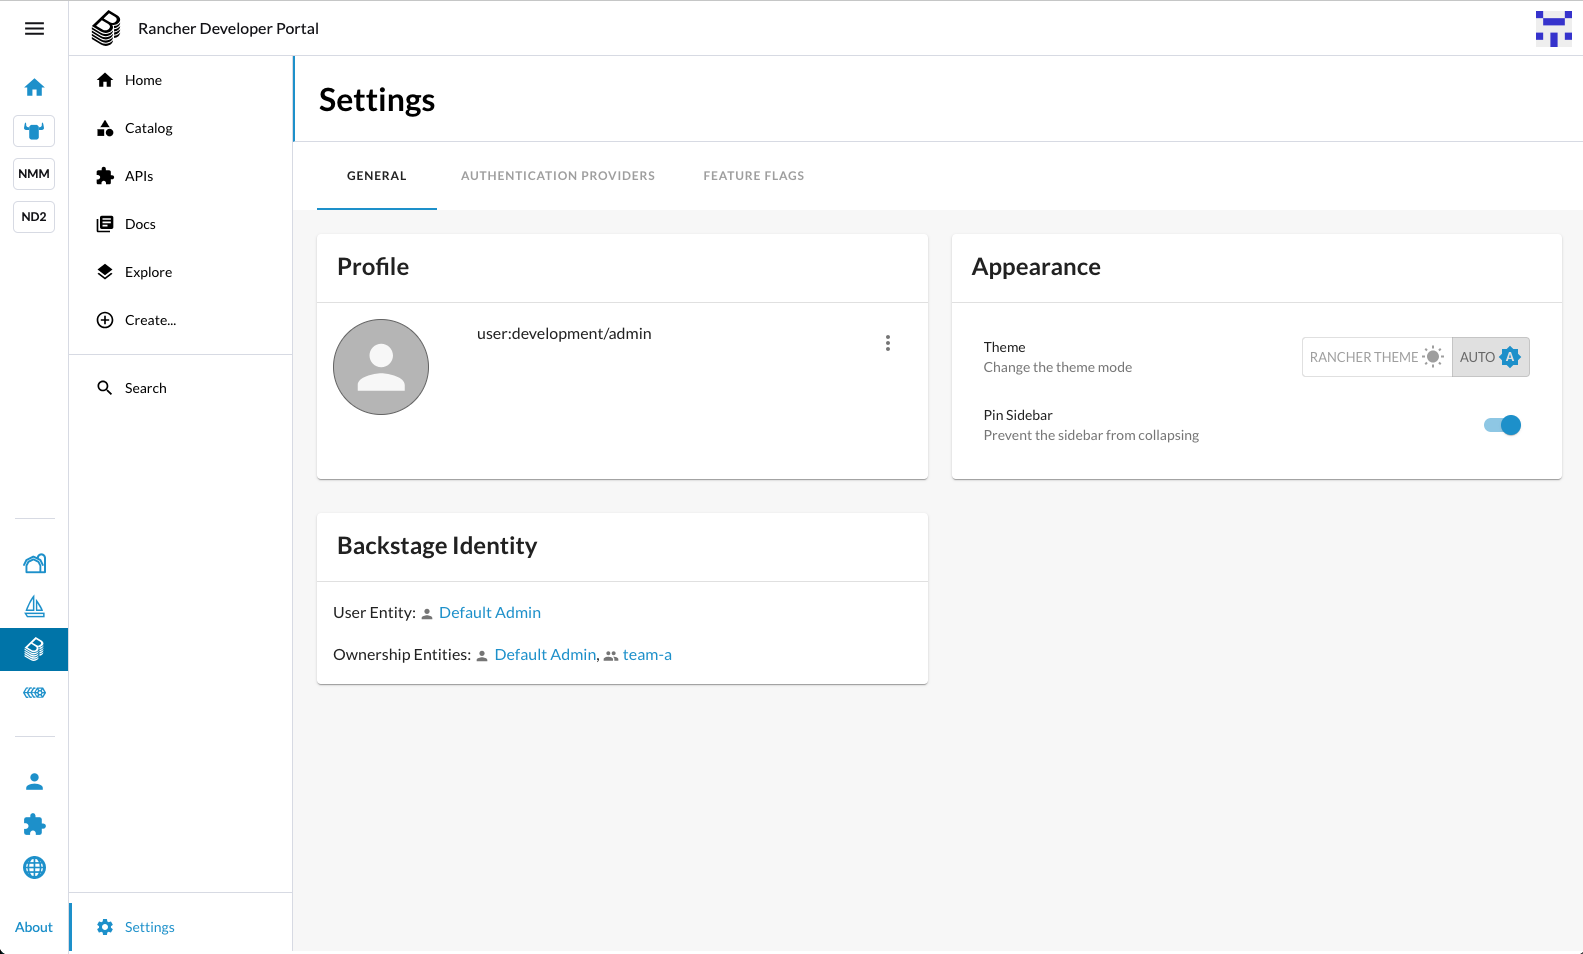 Rancher Developer Portal
NMM
ND2
About
Home
Catalog
APIs
Docs
Explore
Create...
Search
Settings
Settings
GENERAL
AUTHENTICATION PROVIDERS
FEATURE FLAGS
Profile
user:development/admin
Appearance
Theme
Change the theme mode
RANCHER THEME
AUTO A
Pin Sidebar
Prevent the sidebar from collapsing
Backstage Identity
User Entity: Default Admin
Ownership Entities: Default Admin, team-a